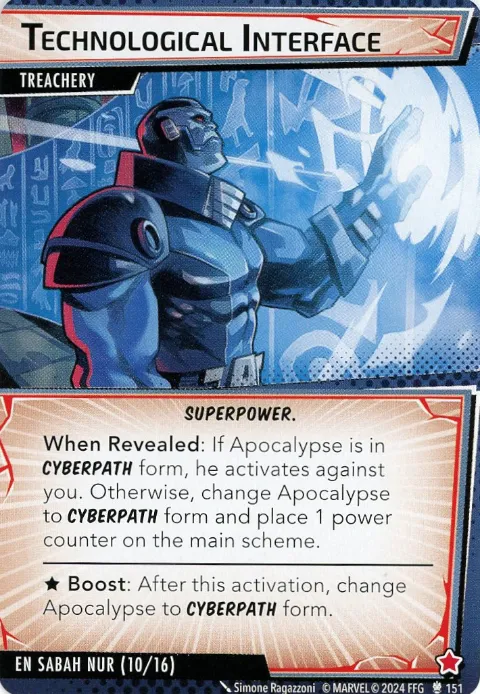 TECHNOLOGICAL INTERFACE
TREACHERY
SUPERPOWER.
When Revealed: If Apocalypse is in
CYBERPATH form, he activates against
you. Otherwise, change Apocalypse
to CYBERPATH form and place 1 power
counter on the main scheme.
★ Boost: After this activation, change
Apocalypse to CYBERPATH form.
EN SABAH NUR (10/16)
Simone Ragazzoni © MARVEL © 2024 FFG 151